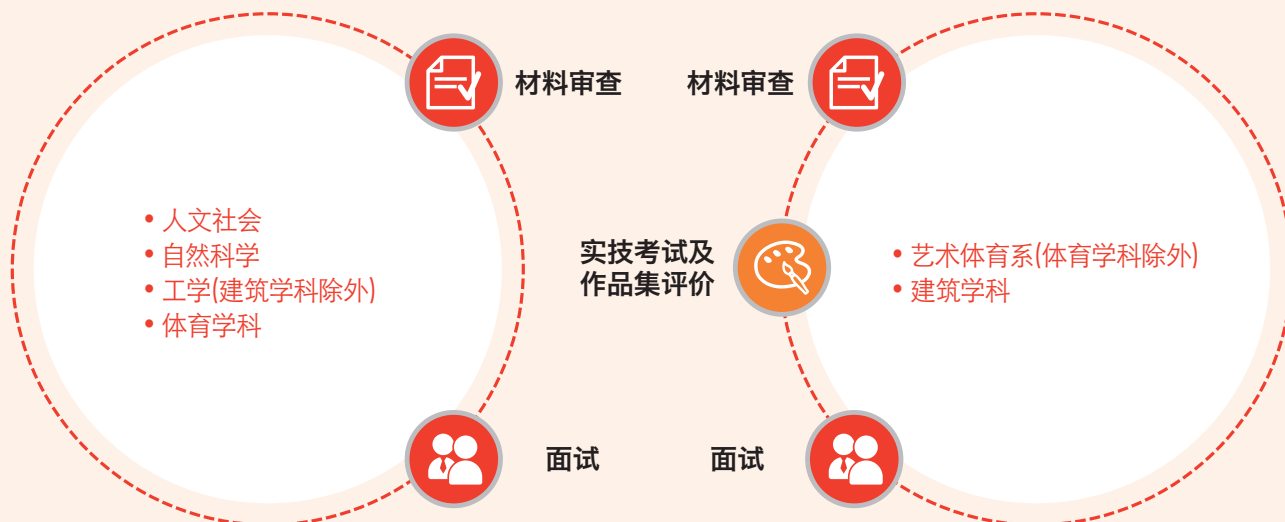 材料审查
• 人文社会
• 自然科学
• 工学(建筑学科除外)
• 体育学科
面试
材料审查
实技考试及
作品集评价
• 艺术体育系(体育学科除外)
• 建筑学科
面试